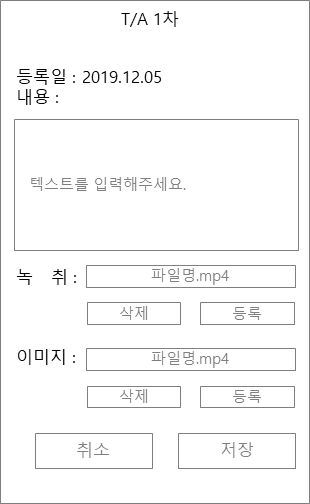 T/A 1차
등록일 : 2019.12.05
내용 :
텍스트를 입력해주세요.
녹 취 : 파일명.mp4
삭제 등록
이미지 : 파일명.mp4
삭제 등록
취소 저장